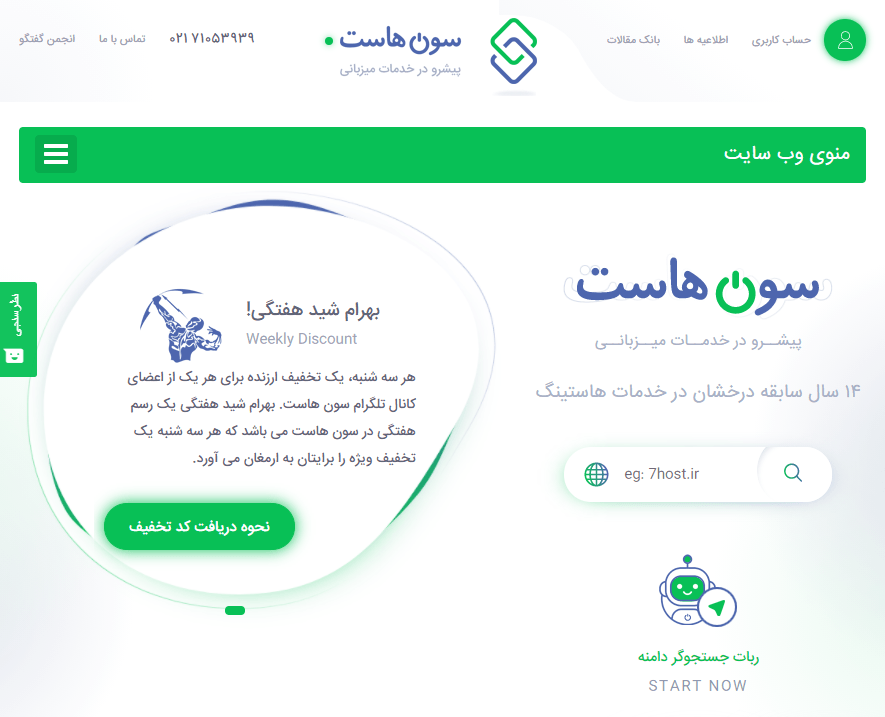 حساب کاربری
اطلاعیه ها
بانک مقالات
سون هاست
پیشرو در خدمات میزبانی
۰۲۱ ۷۱۰۵۳۹۳۹
تماس با ما
انجمن گفتگو
منوی وب سایت
سون هاست
پیشــرو در خدمــات میــزبانــی
۱۴ سال سابقه درخشان در خدمات هاستینگ
eg: 7host.ir
ربات جستجوگر دامنه
START NOW
بهرام شید هفتگی!
Weekly Discount
هر سه شنبه، یک تخفیف ارزنده برای هر یک از اعضای
کانال تلگرام سون هاست. بهرام شید هفتگی یک رسم
هفتگی در سون هاست می باشد که هر سه شنبه یک
تخفیف ویژه را برایتان به ارمغان می آورد.
نحوه دریافت کد تخفیف
نظرسنجی